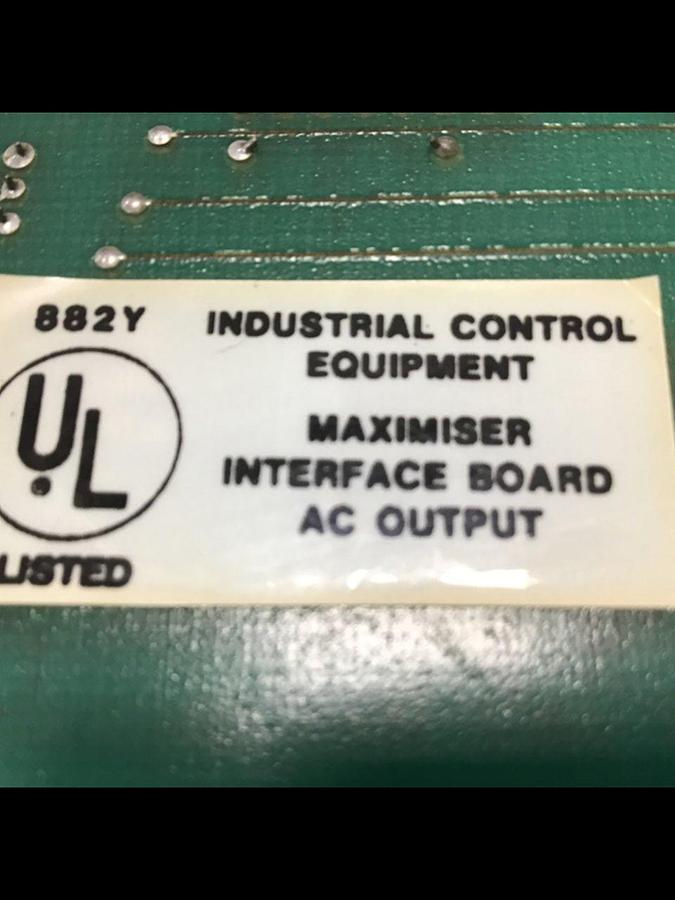 882Y
INDUSTRIAL CONTROL
EQUIPMENT
MAXIMISER
INTERFACE BOARD
AC OUTPUT
UL
LISTED